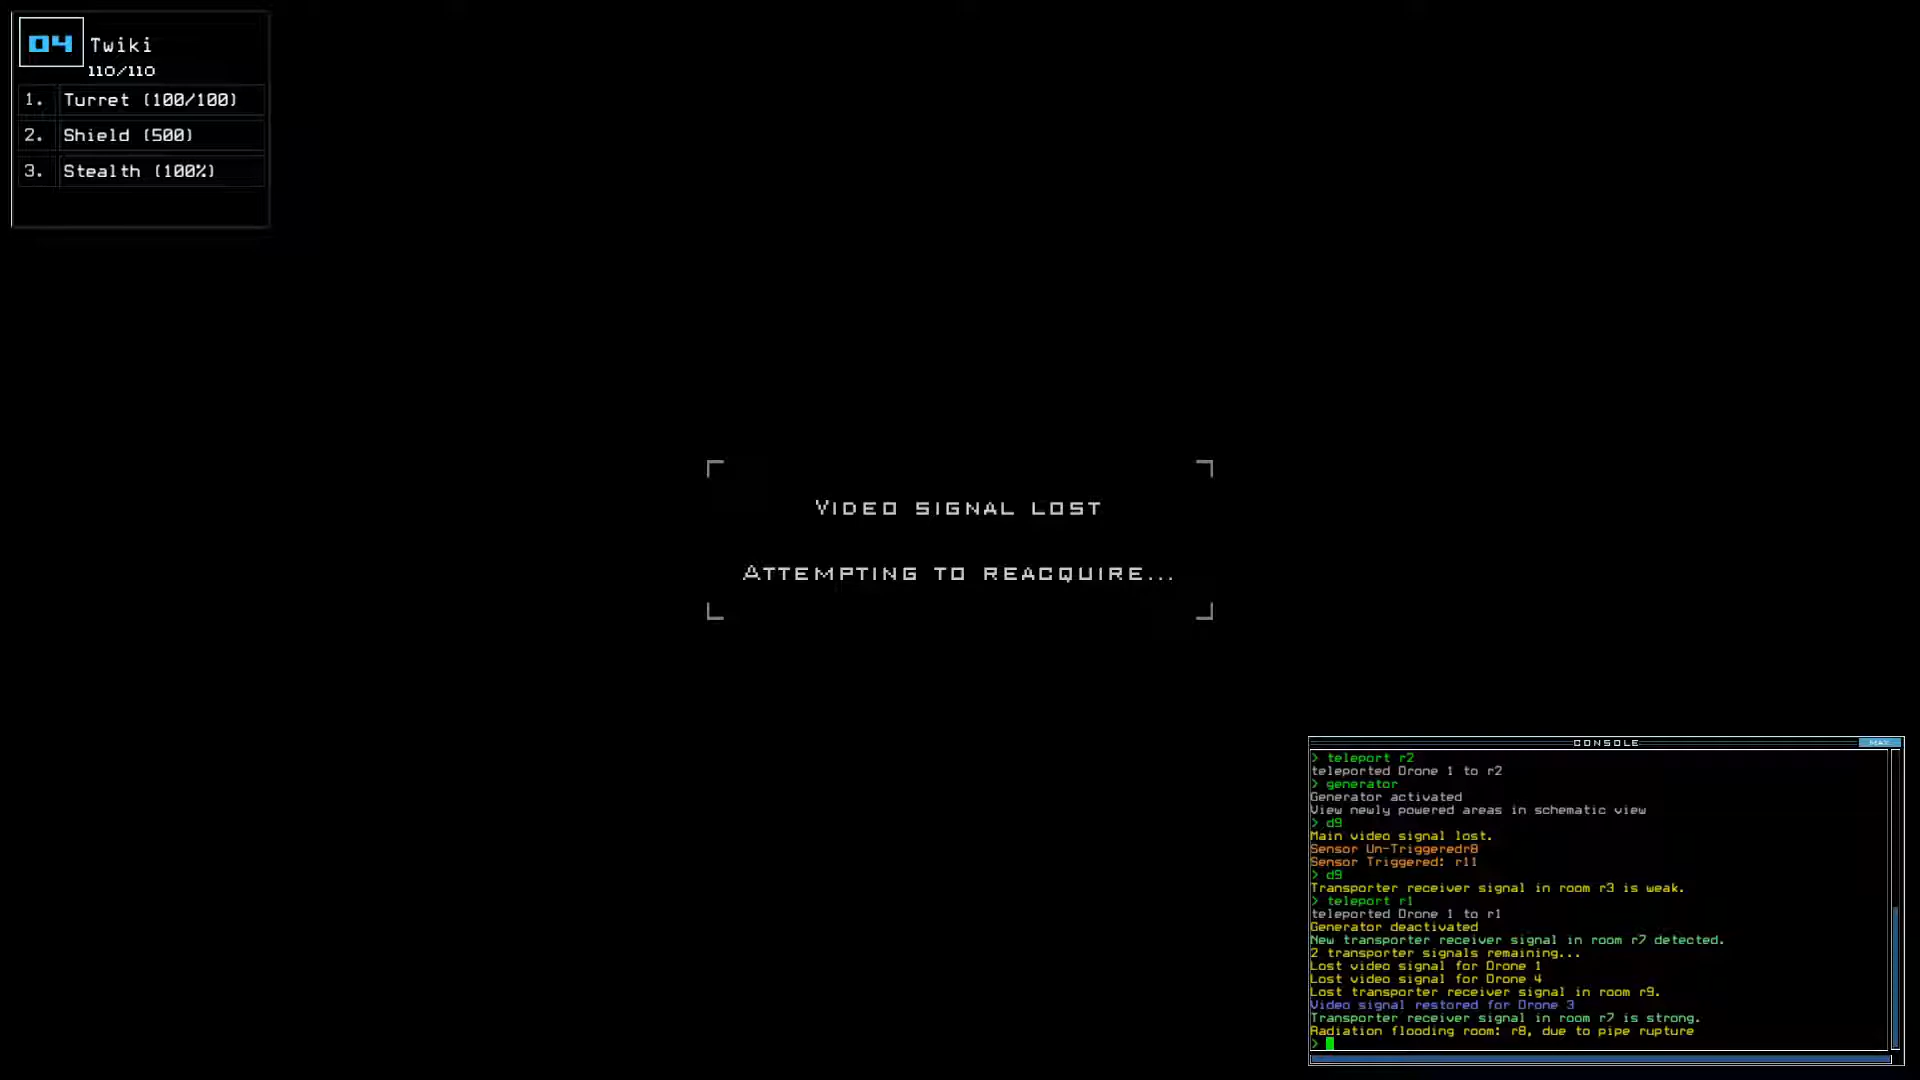 04 Twiki
110/110
1. Turret (100/100)
2. Shield (500)
3. Stealth (100%)
VIDEO SIGNAL LOST
ATTEMPTING TO REACQUIRE...
CONSOLE
MAX
> teleport r2
teleported Drone 1 to r2
> generator
Generator activated
View newly powered areas in schematic view
> d9
Main video signal lost.
Sensor Un-Triggeredr8
Sensor Triggered: r11
> d9
Transporter receiver signal in room r3 is weak.
> teleport r1
teleported Drone 1 to r1
Generator deactivated
New transporter receiver signal in room r7 detected.
2 transporter signals remaining...
Lost video signal for Drone 1
Lost video signal for Drone 4
Lost transporter receiver signal in room r9.
Video signal restored for Drone 3
Transporter receiver signal in room r7 is strong.
Radiation flooding room: r8, due to pipe rupture
>